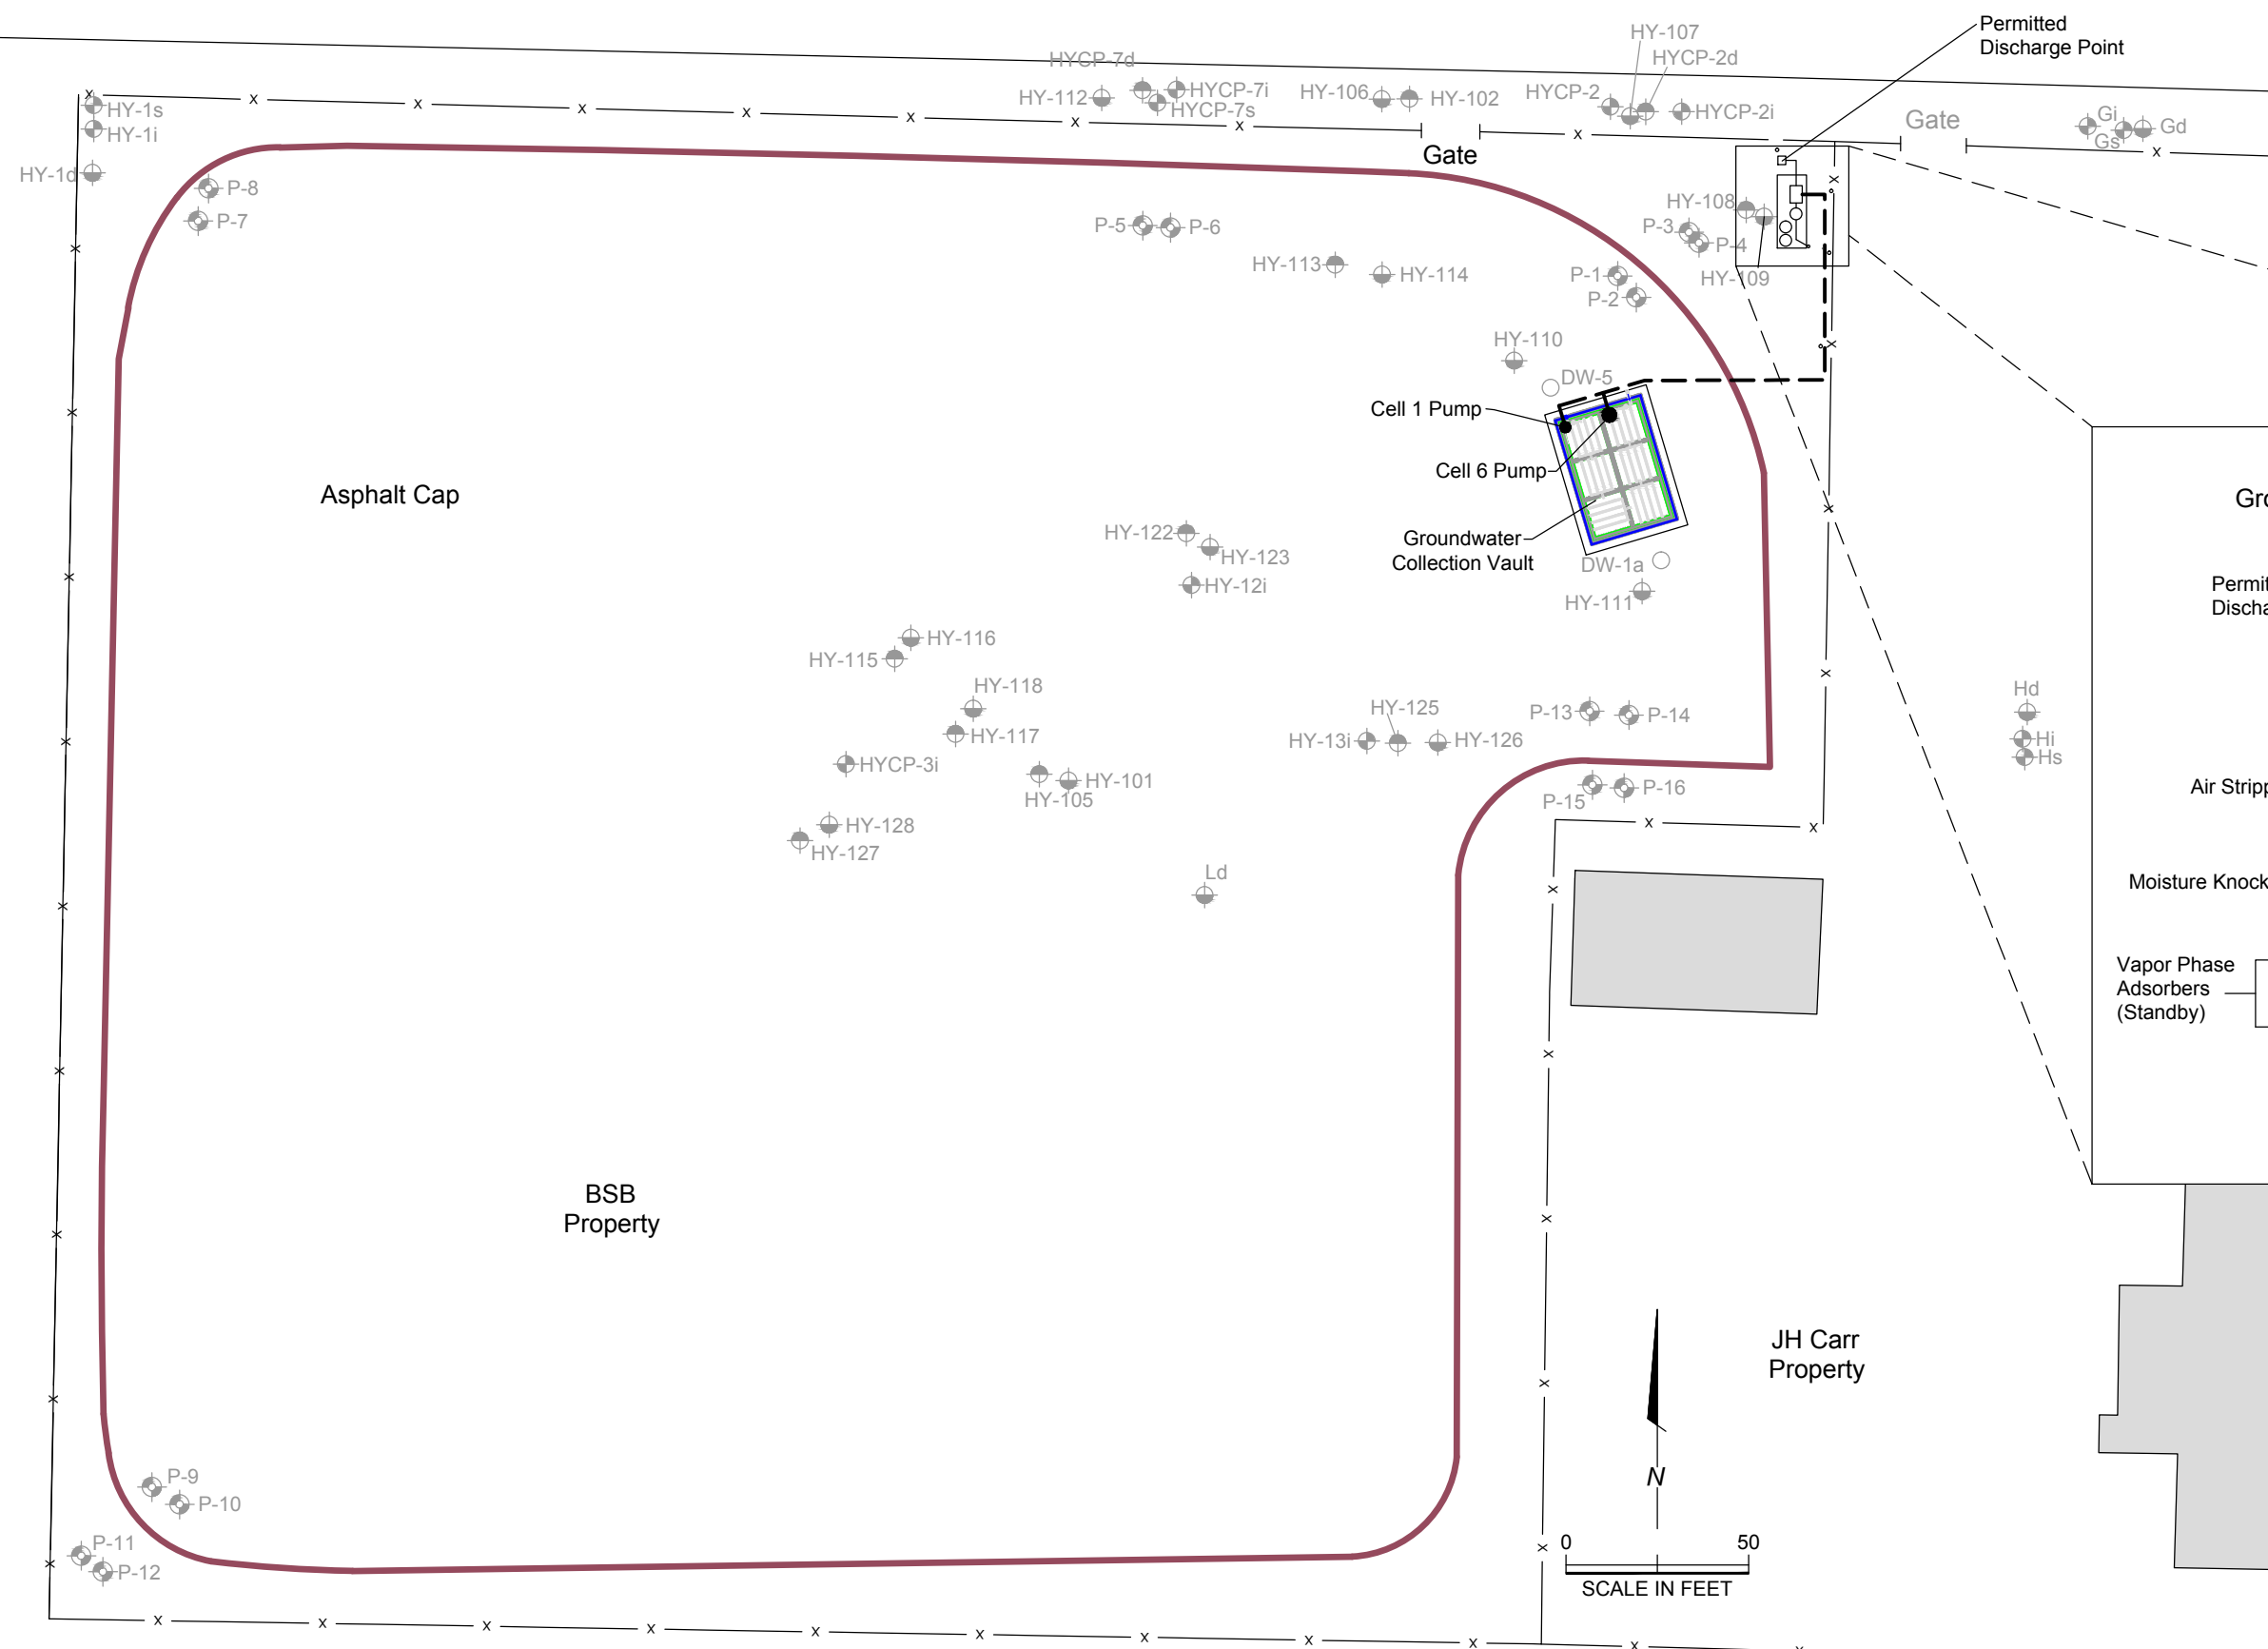 Permitted
Discharge Point
HY-107
HYCP-2d
HYCP-7d
HYCP-7i
HY-112
HYCP-7s
HY-106
HY-102
HYCP-2
HYCP-2i
HY-1s
HY-1i
HY-1d
Gate
Gate
Gi
Gs
Gd
P-8
P-7
P-5
P-6
HY-108
P-3
P-4
HY-109
HY-113
HY-114
P-1
P-2
HY-110
DW-5
Cell 1 Pump
Cell 6 Pump
Asphalt Cap
Groundwater
Collection Vault
DW-1a
HY-111
HY-122
HY-123
HY-12i
HY-116
HY-115
HY-118
HY-117
HYCP-3i
HY-105
HY-101
HY-128
HY-127
HY-125
HY-13i
HY-126
P-13
P-14
P-15
P-16
Ld
Hd
Hi
Hs
Gro
Permit
Discha
Air Stripp
Moisture Knock
Vapor Phase
Adsorbers
(Standby)
BSB
Property
JH Carr
Property
N
0 50
SCALE IN FEET
P-9
P-10
P-11
P-12